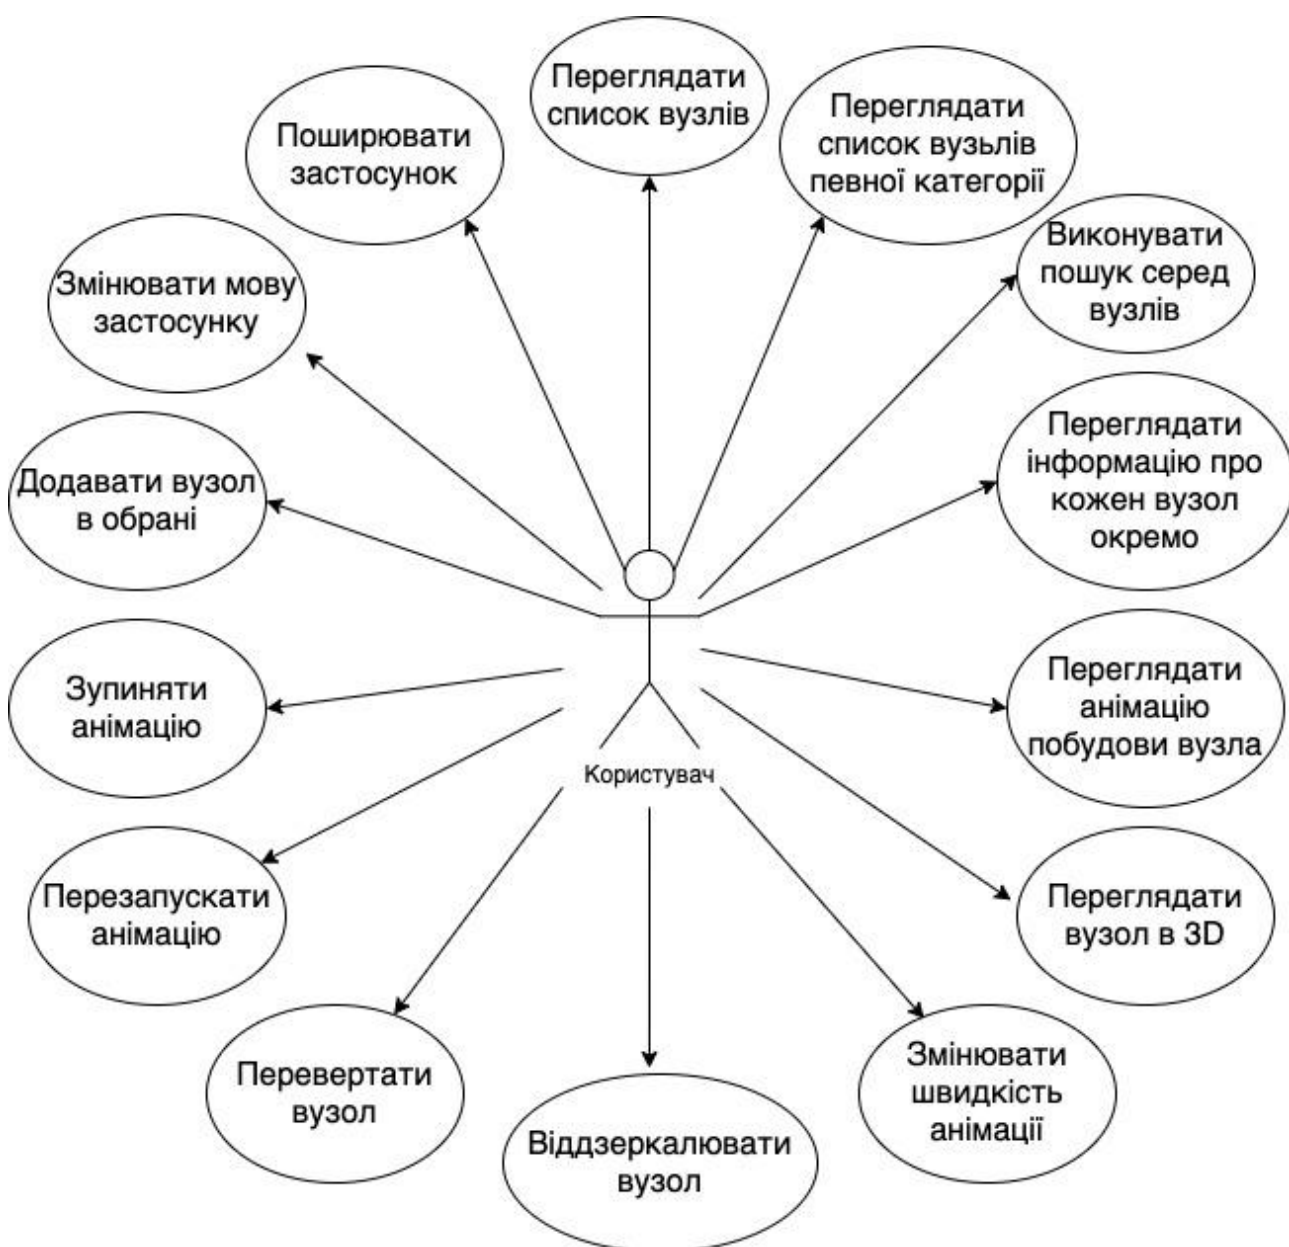 Переглядати
список вузлів
Переглядати
список вузьлів
певної категорії
Поширювати
застосунок
Виконувати
пошук серед
вузлів
Змінювати мову
застосунку
Переглядати
інформацію про
кожен вузол
окремо
Додавати вузол
в обрані
Зупиняти
анімацію
Переглядати
анімацію
побудови вузла
Користувач
Перезапускати
анімацію
Переглядати
вузол в 3D
Перевертати
вузол
Віддзеркалювати
вузол
Змінювати
швидкість
анімації